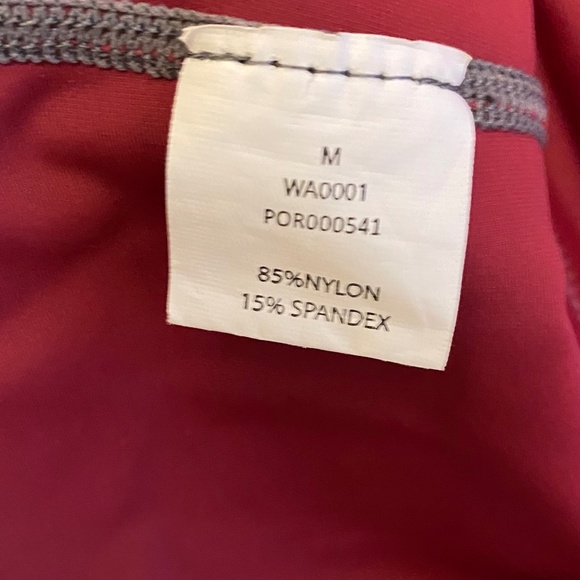 M
WA0001
POR000541
85%NYLON
15% SPANDEX